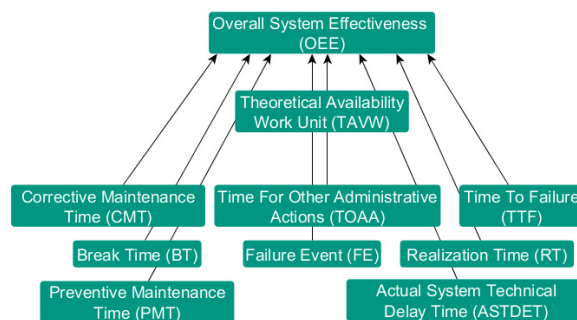 Overall System Effectiveness
(OEE)
Theoretical Availability
Work Unit (TAVW)
Corrective Maintenance
Time (CMT)
Time For Other Administrative
Actions (TOAA)
Time To Failure
(TTF)
Break Time (BT)
Failure Event (FE)
Realization Time (RT)
Preventive Maintenance
Time (PMT)
Actual System Technical
Delay Time (ASTDET)